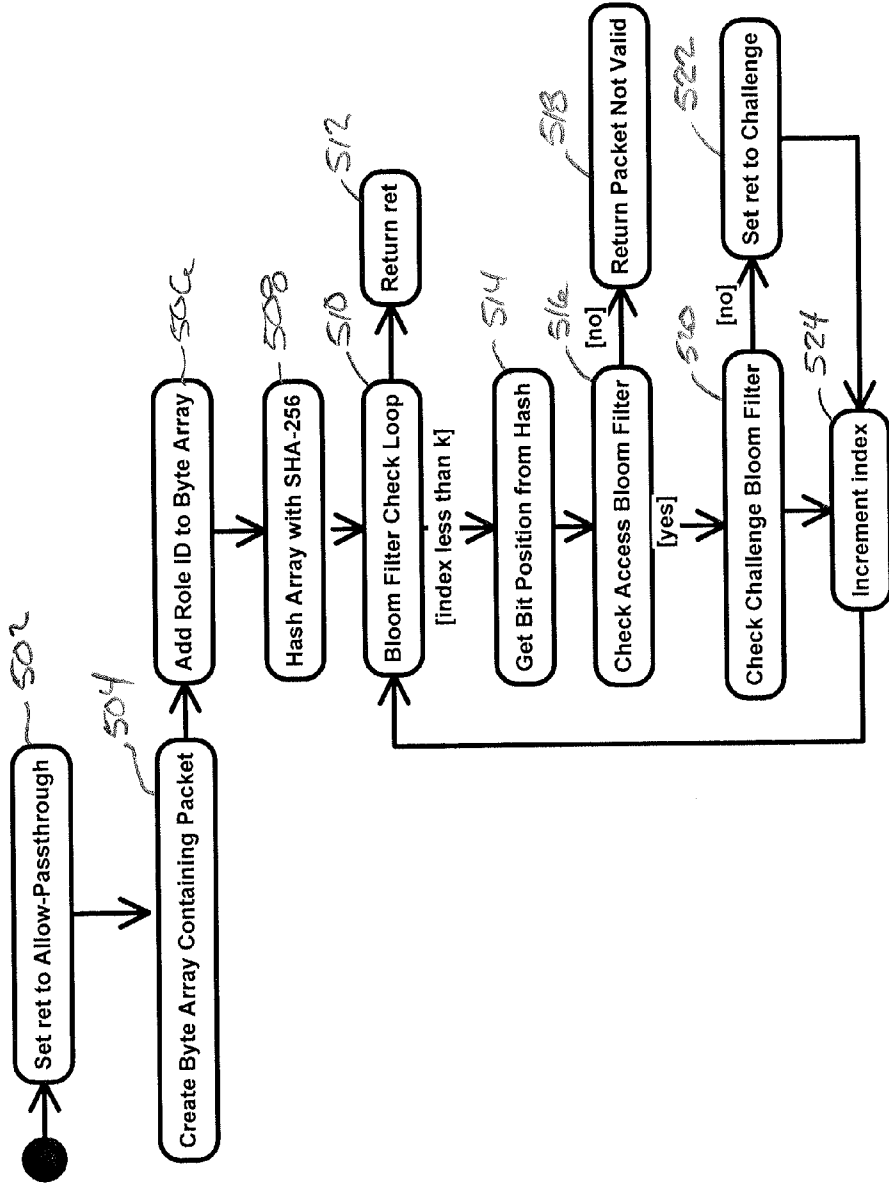 502
Set ret to Allow-Passthrough
504
Create Byte Array Containing Packet
506
Add Role ID to Byte Array
508
Hash Array with SHA-256
510
Bloom Filter Check Loop
512
Return ret
[index less than k]
514
Get Bit Position from Hash
516
Check Access Bloom Filter
[no]
518
Return Packet Not Valid
[yes]
520
Check Challenge Bloom Filter
[no]
522
Set ret to Challenge
524
Increment index